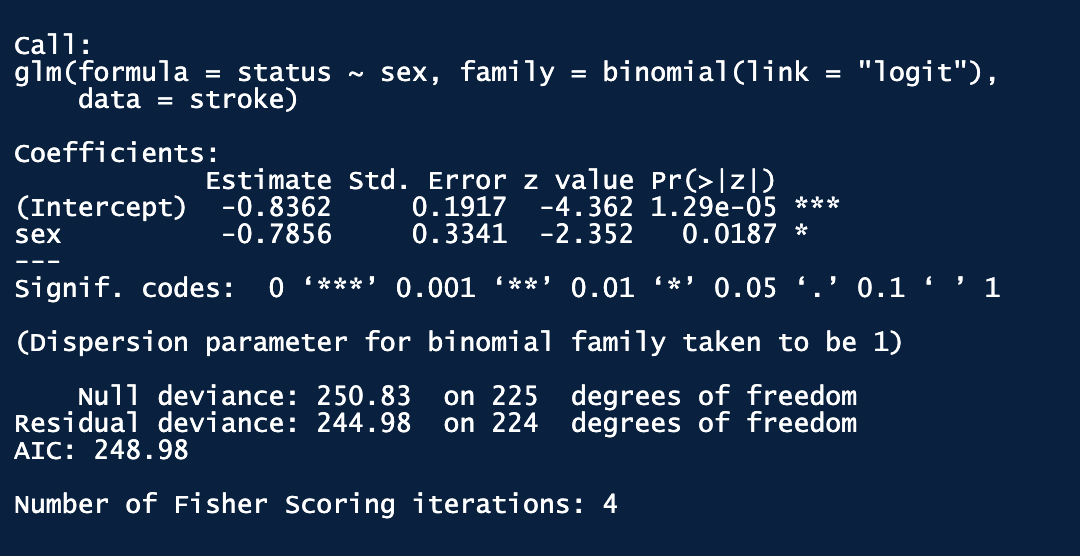 Call:
glm(formula = status ~ sex, family = binomial(link = "logit"),
    data = stroke)
Coefficients:
            Estimate Std. Error z value Pr(>|z|)
(Intercept)  -0.8362     0.1917  -4.362 1.29e-05 ***
sex          -0.7856     0.3341  -2.352   0.0187 *
---
Signif. codes:  0 ‘***’ 0.001 ‘**’ 0.01 ‘*’ 0.05 ‘.’ 0.1 ‘ ’ 1
(Dispersion parameter for binomial family taken to be 1)
    Null deviance: 250.83  on 225  degrees of freedom
Residual deviance: 244.98  on 224  degrees of freedom
AIC: 248.98
Number of Fisher Scoring iterations: 4